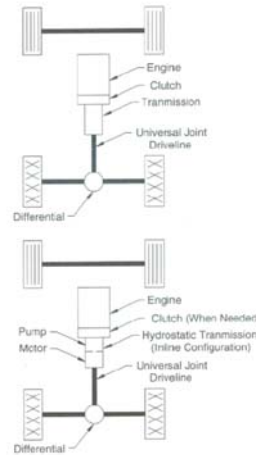 Engine
Clutch
Tranmission
Universal Joint
Driveline
Differential
Engine
Clutch (When Needed
Pump
Hydrostatic Tranmission
Motor
(Inline Configuration)
Universal Joint
Driveline
Differential